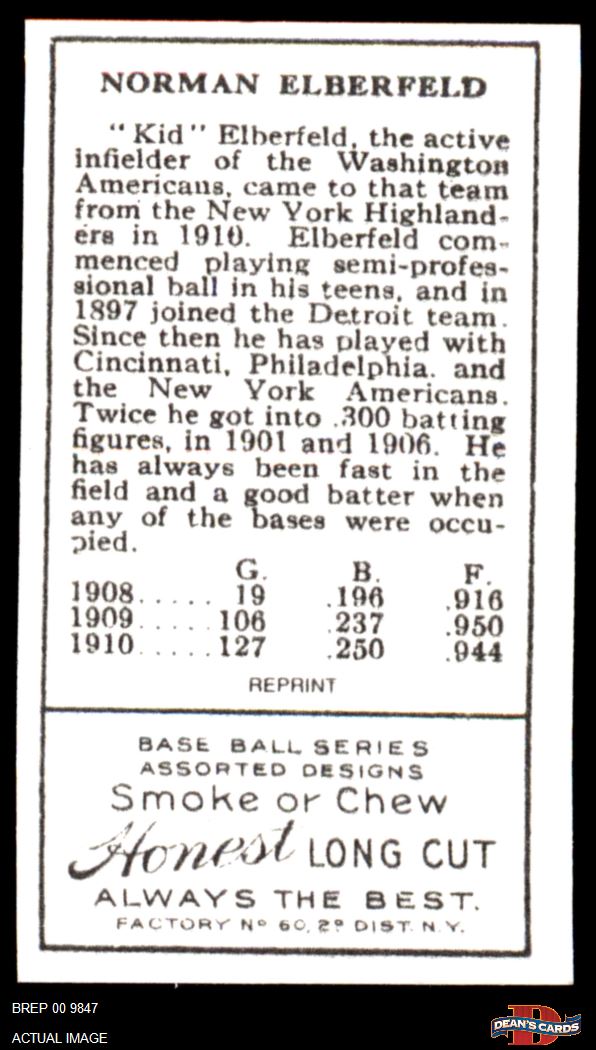 NORMAN ELBERFELD
"Kid" Elberfeld, the active
infielder of the Washington
Americans, came to that team
from the New York Highland-
ers in 1910. Elberfeld com-
menced playing semi-profes-
sional ball in his teens, and in
1897 joined the Detroit team.
Since then he has played with
Cincinnati, Philadelphia. and
the New York Americans.
Twice he got into .300 batting
figures, in 1901 and 1906. He
has always been fast in the
field and a good batter when
any of the bases were occu-
pied.
G. B. F.
1908..... 19 .196 .916
1909..... 106 .237 .950
1910..... 127 .250 .944
REPRINT
BASE BALL SERIES
ASSORTED DESIGNS
Smoke or Chew
Honest LONG CUT
ALWAYS THE BEST.
FACTORY Nº 60, 2º DIST. N.Y.
BREP 00 9847
ACTUAL IMAGE
D
DEAN'S CARDS